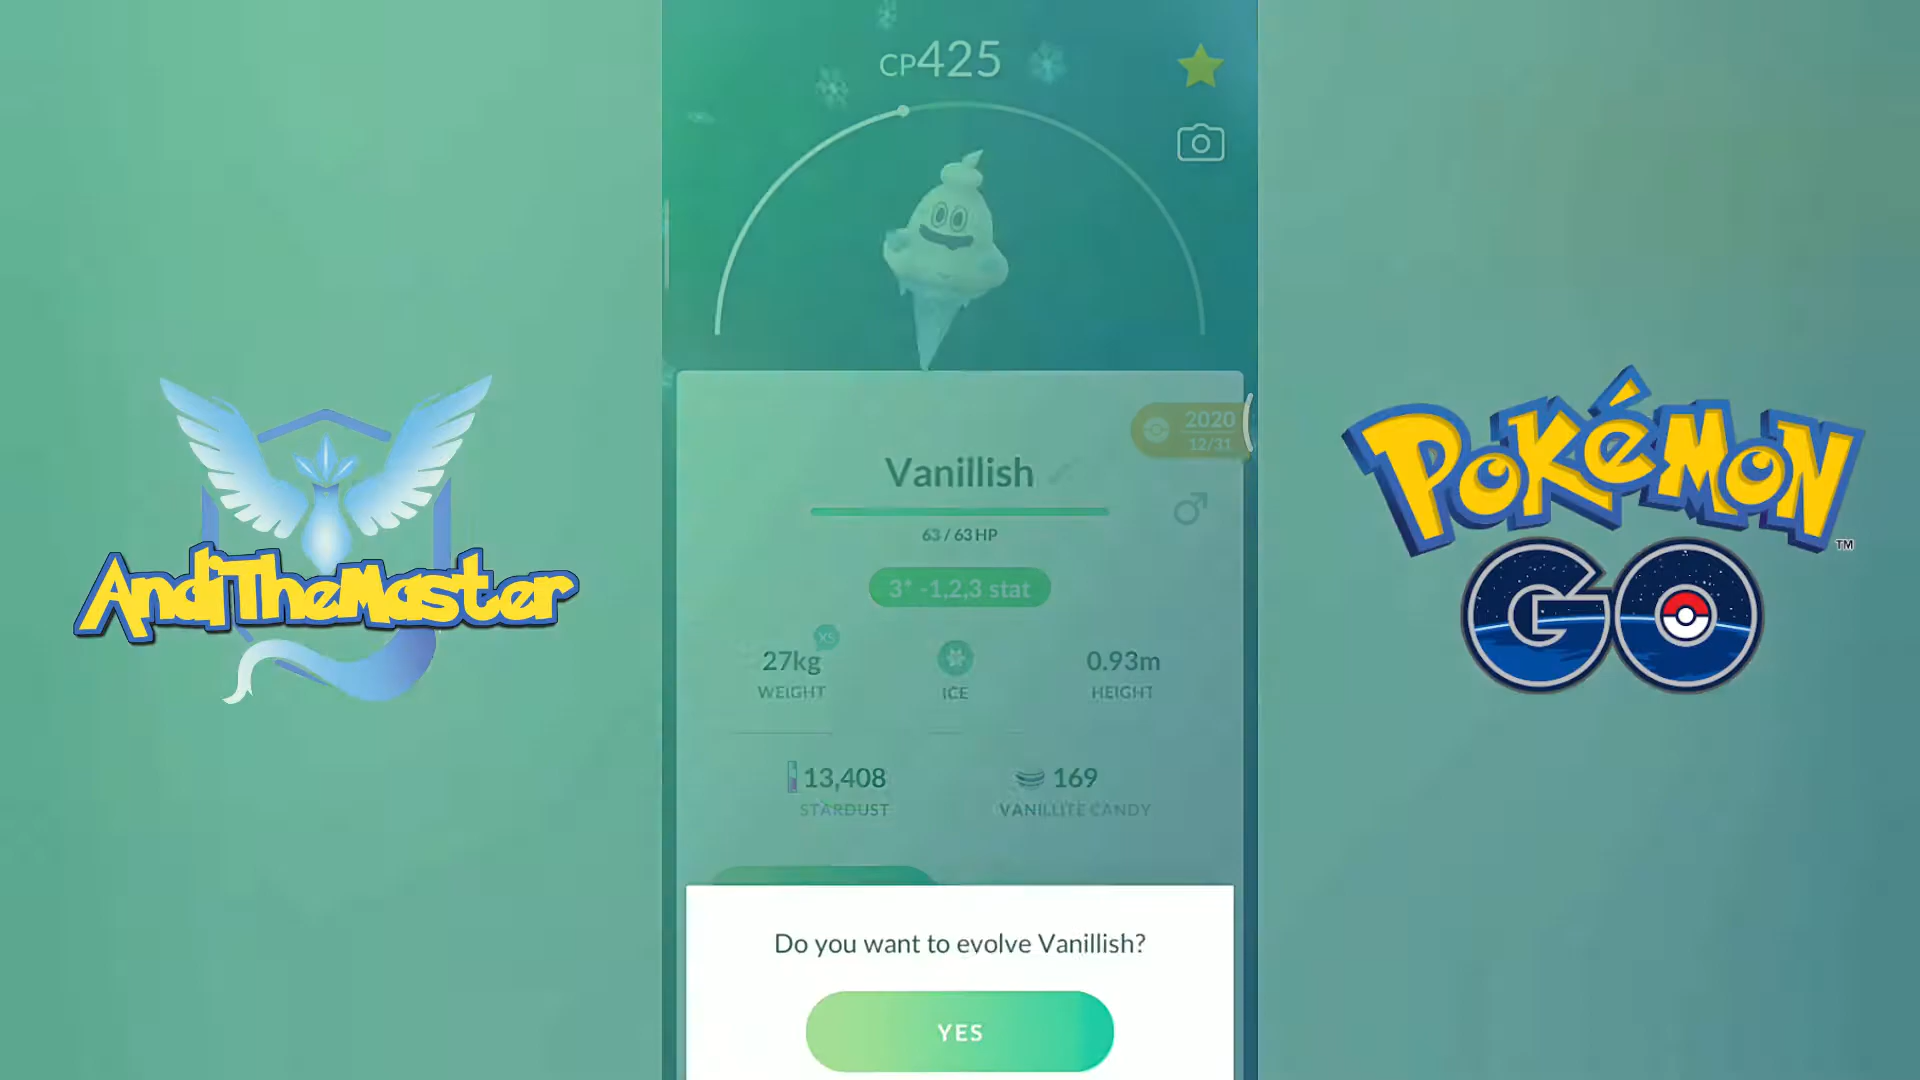 CP425
2020
12/31
Vanillish
63 / 63 HP
3* -1,2,3 stat
XS
27kg
WEIGHT
ICE
0.93m
HEIGHT
13,408
STARDUST
169
VANILLITE CANDY
Do you want to evolve Vanillish?
YES
AndiTheMaster
POKÉMON
TM
GO